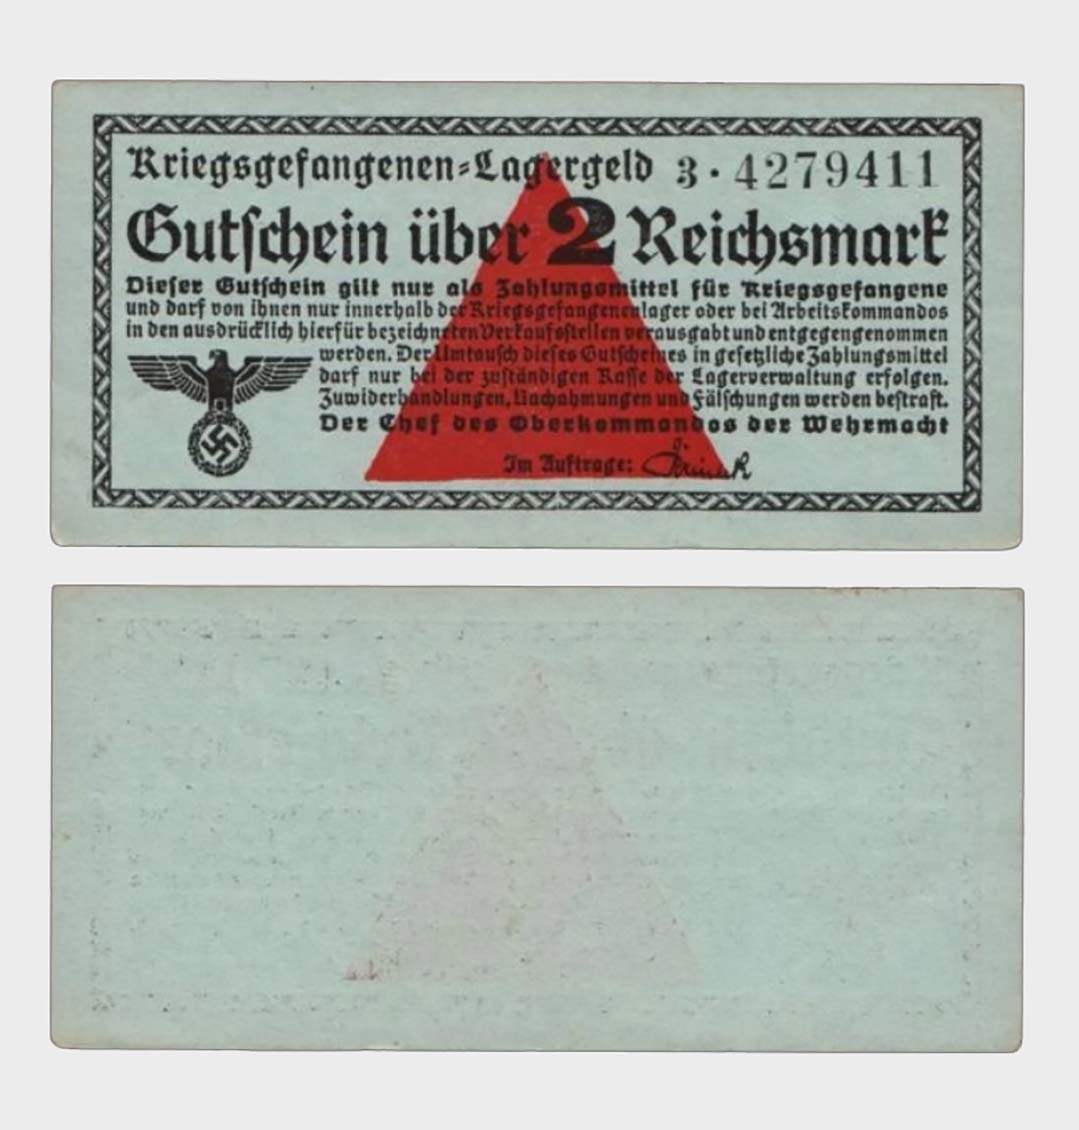 Kriegsgefangenen=Lagergeld 3·4279411
Gutschein über 2 Reichsmark
Dieser Gutschein gilt nur als Zahlungsmittel für Kriegsgefangene
und darf von ihnen nur innerhalb der Kriegsgefangenenlager oder bei Arbeitskommandos
in den ausdrücklich hierfür bezeichneten Verkaufsstellen verausgabt und entgegengenommen
werden. Der Umtausch dieses Gutscheines in gesetzliche Zahlungsmittel
darf nur bei der zuständigen Kasse der Lagerverwaltung erfolgen.
Zuwiderhandlungen, Nachahmungen und Fälschungen werden bestraft.
Der Chef des Oberkommandos der Wehrmacht
Im Auftrage: